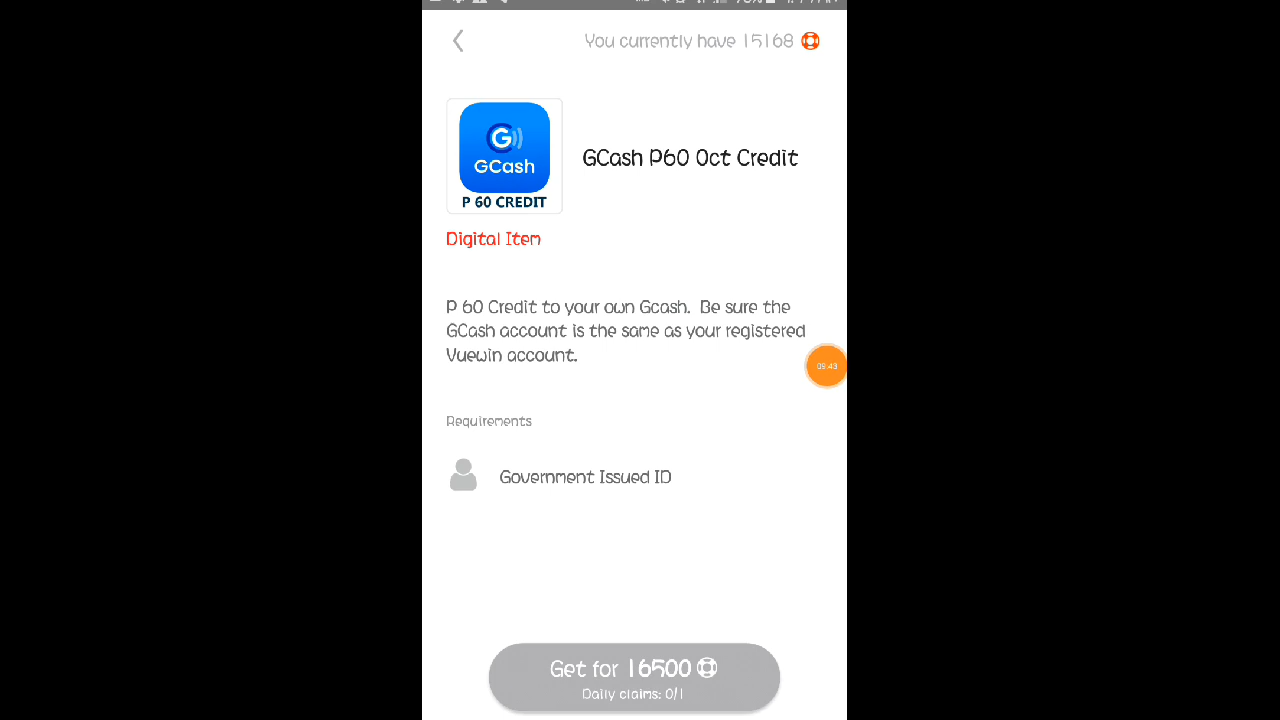 You currently have 15168
G
GCash
P 60 CREDIT
GCash P60 Oct Credit
Digital Item
P 60 Credit to your own Gcash. Be sure the
GCash account is the same as your registered
Vuewin account.
09:43
Requirements
Government Issued ID
Get for 16500
Daily claims: 0/1